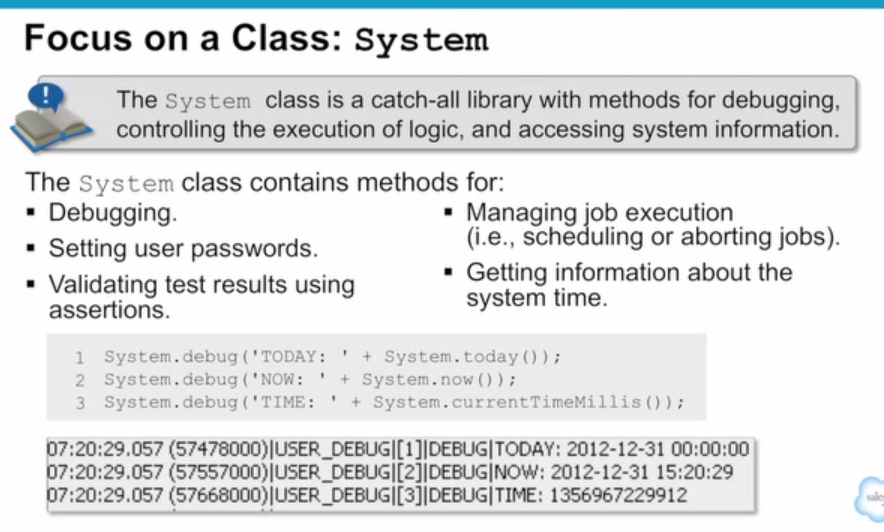 Focus on a Class: System
!
The System class is a catch-all library with methods for debugging,
controlling the execution of logic, and accessing system information.
The System class contains methods for:
▪ Debugging.
▪ Setting user passwords.
▪ Validating test results using
assertions.
▪ Managing job execution
(i.e., scheduling or aborting jobs).
▪ Getting information about the
system time.
1 System.debug('TODAY: ' + System.today());
2 System.debug('NOW: ' + System.now());
3 System.debug('TIME: ' + System.currentTimeMillis());
07:20:29.057 (57478000)|USER_DEBUG|[1]|DEBUG|TODAY: 2012-12-31 00:00:00
07:20:29.057 (57557000)|USER_DEBUG|[2]|DEBUG|NOW: 2012-12-31 15:20:29
07:20:29.057 (57668000)|USER_DEBUG|[3]|DEBUG|TIME: 1356967229912